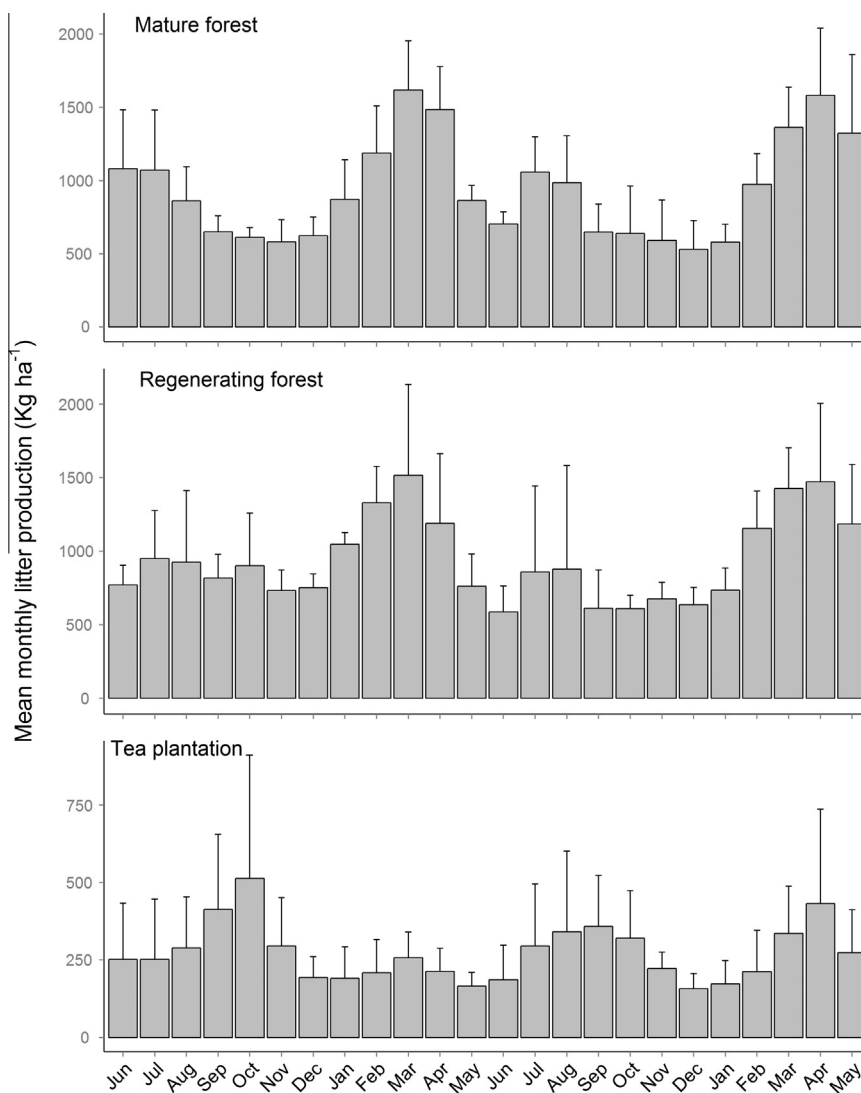 Mature forest
2000
1500
1000
500
0
Regenerating forest
2000
1500
1000
500
0
Mean monthly litter production (Kg ha⁻¹)
Tea plantation
750
500
250
0
Jun Jul Aug Sep Oct Nov Dec Jan Feb Mar Apr May Jun Jul Aug Sep Oct Nov Dec Jan Feb Mar Apr May